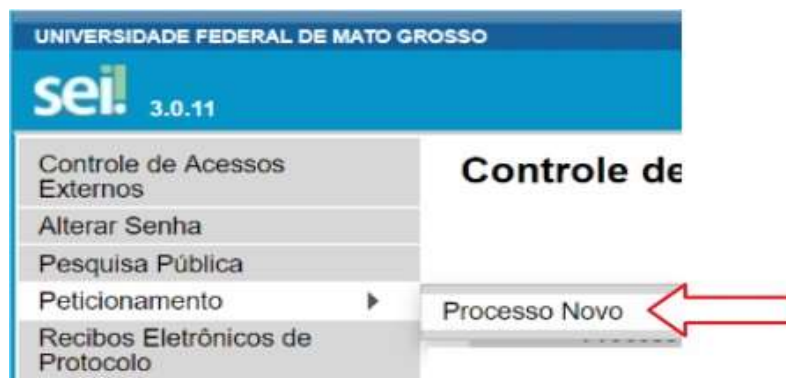 UNIVERSIDADE FEDERAL DE MATO GROSSO
sei! 3.0.11
Controle de Acessos
Externos
Controle de
Alterar Senha
Pesquisa Pública
Peticionamento
Processo Novo
Recibos Eletrônicos de
Protocolo